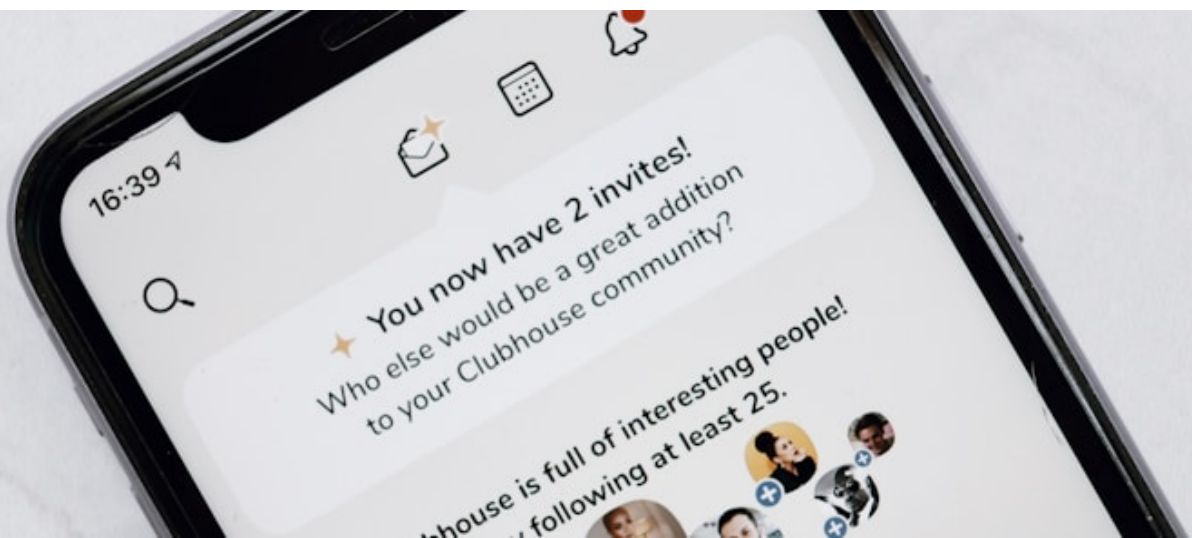 16:39
You now have 2 invites!
Who else would be a great addition
to your Clubhouse community?
is full of interesting people!
following at least 25.